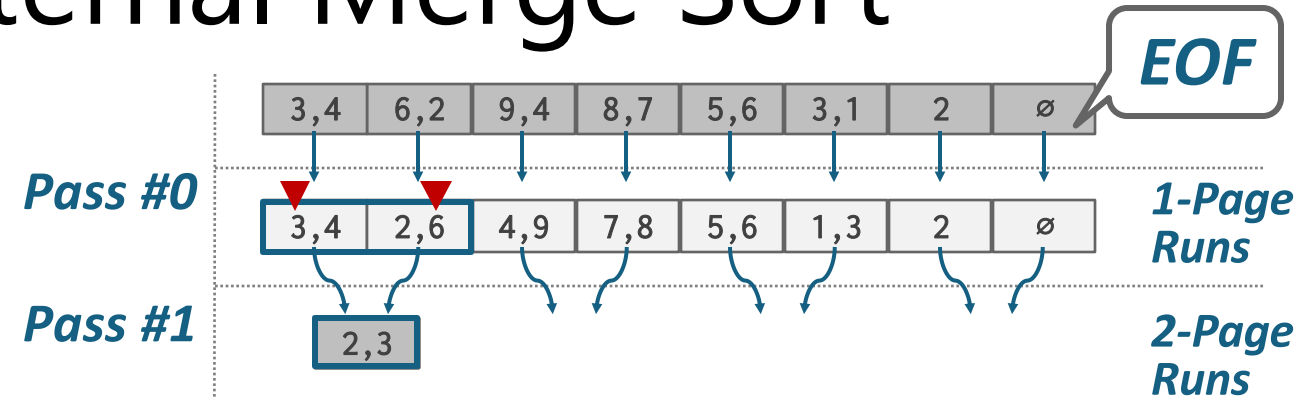 ternal Merge Sort
EOF
3,4 6,2 9,4 8,7 5,6 3,1 2 ∅
Pass #0
3,4 2,6 4,9 7,8 5,6 1,3 2 ∅
1-Page
Runs
Pass #1
2,3
2-Page
Runs